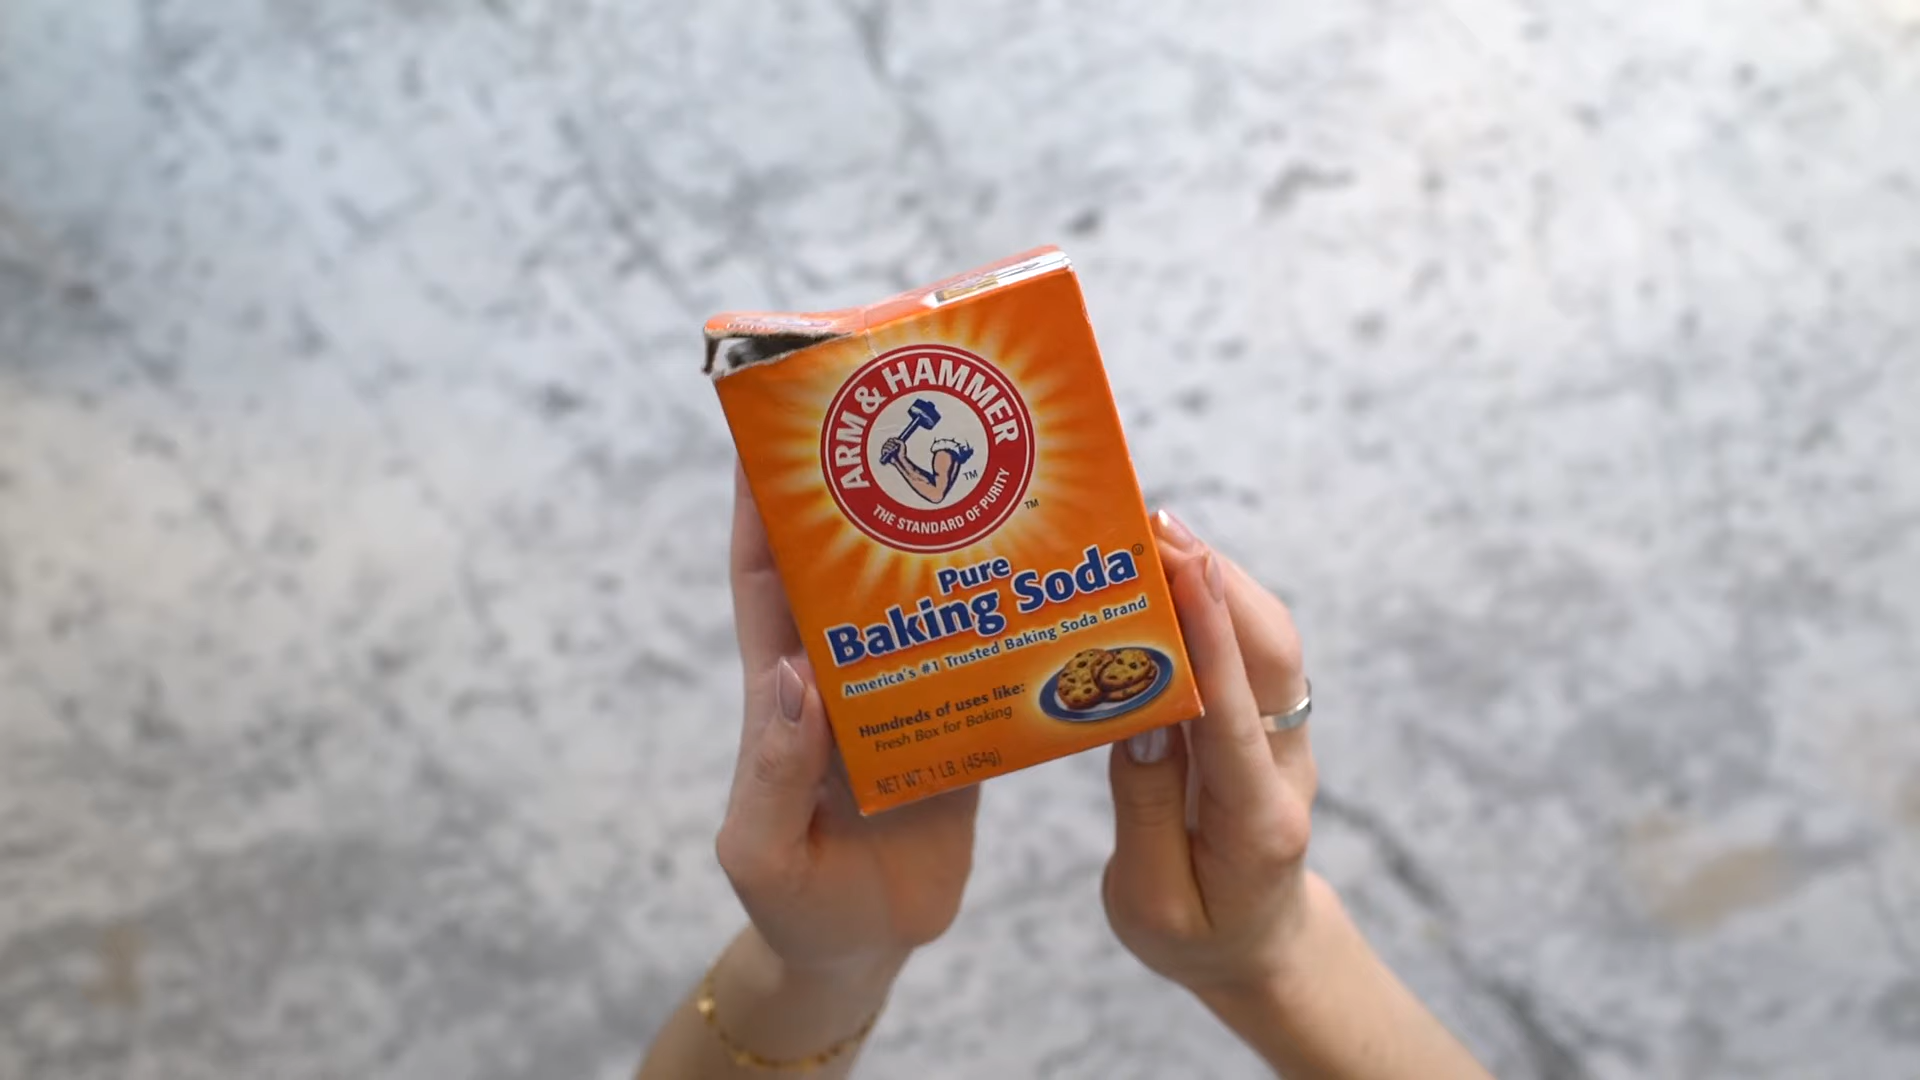 ARM & HAMMER
TM
THE STANDARD OF PURITY
TM
Pure
Baking Soda
America's #1 Trusted Baking Soda Brand
Hundreds of uses like:
Fresh Box for Baking
NET WT. 1 LB. (454g)